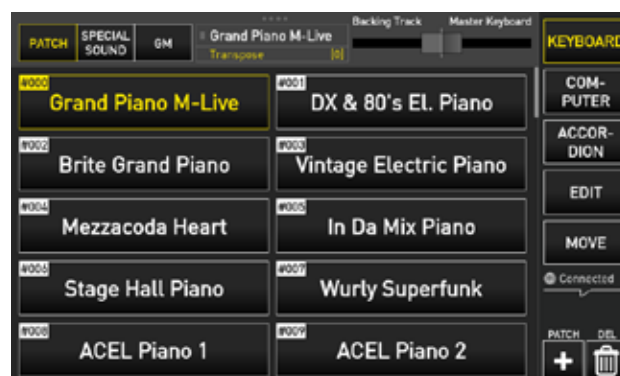 PATCH
SPECIAL
SOUND
GM
Grand Piano M-Live
Transpose [0]
Backing Track Master Keyboard
KEYBOARD
#000
Grand Piano M-Live
#001
DX & 80's El. Piano
#002
Brite Grand Piano
#003
Vintage Electric Piano
#004
Mezzacoda Heart
#005
In Da Mix Piano
#006
Stage Hall Piano
#007
Wurly Superfunk
#008
ACEL Piano 1
#009
ACEL Piano 2
COM-
PUTER
ACCOR-
DION
EDIT
MOVE
Connected
PATCH DEL